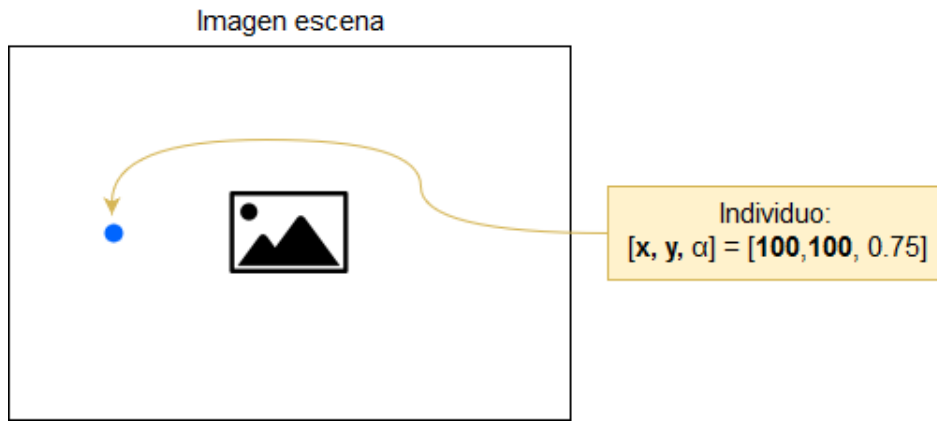 Imagen escena
Individuo:
[x, y, α] = [100,100, 0.75]